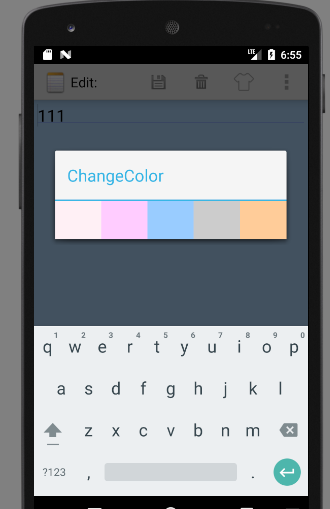 LTE 6:55
Edit:
111
ChangeColor
1 2 3 4 5 6 7 8 9 0
q w e r t y u i o p
a s d f g h j k l
z x c v b n m
?123 , .